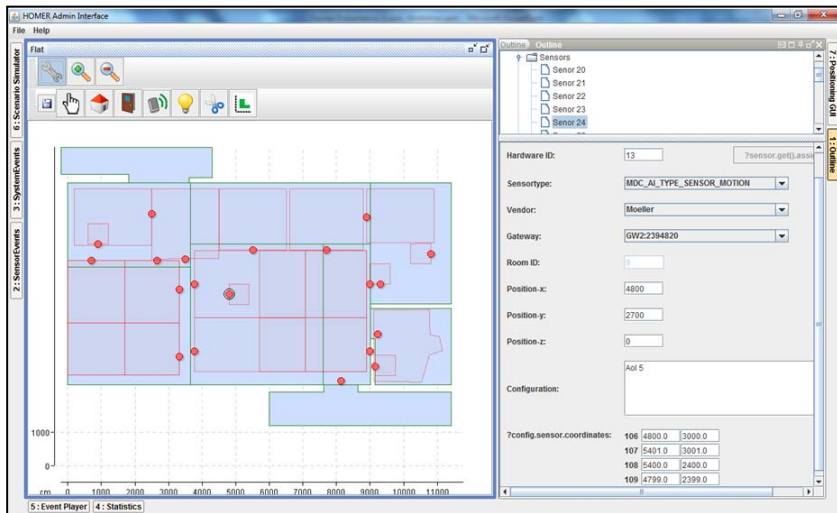 HOMER Admin Interface
File Help
Flat
6 : Scenario Simulator
3 : SystemEvents
2 : SensorEvents
1000
0
cm 0 1000 2000 3000 4000 5000 6000 7000 8000 9000 10000 11000
5 : Event Player 4 : Statistics
Outline Outline
Sensors
Senor 20
Senor 21
Senor 22
Senor 23
Senor 24
Hardware ID: 13 ?sensor.get().assi
Sensortype: MDC_AI_TYPE_SENSOR_MOTION
Vendor: Moeller
Gateway: GW2:2394820
Room ID:
Position-x: 4800
Position-y: 2700
Position-z: 0
Configuration: AoI 5
?config.sensor.coordinates: 106 4800.0 3000.0
107 5401.0 3001.0
108 5400.0 2400.0
109 4799.0 2399.0
7 : Positioning GUI
1 : Outline